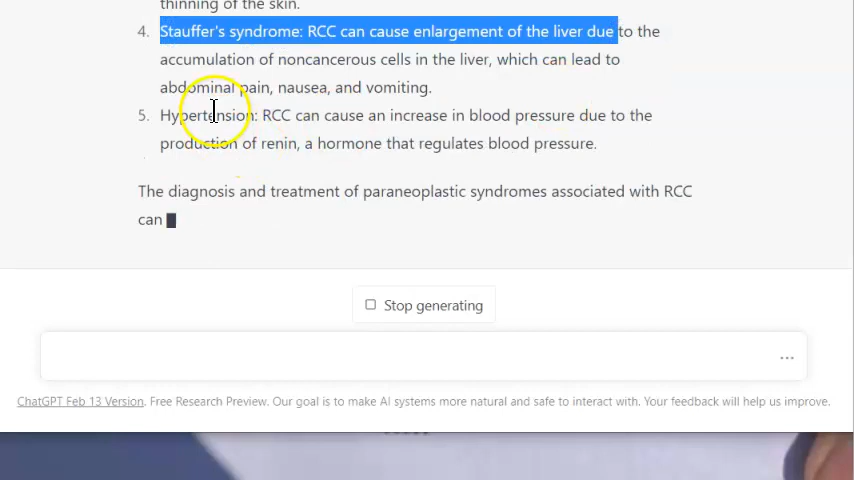 thinning of the skin.
4. Stauffer's syndrome: RCC can cause enlargement of the liver due to the
accumulation of noncancerous cells in the liver, which can lead to
abdominal pain, nausea, and vomiting.
5. Hypertension: RCC can cause an increase in blood pressure due to the
production of renin, a hormone that regulates blood pressure.
The diagnosis and treatment of paraneoplastic syndromes associated with RCC
can
Stop generating
...
ChatGPT Feb 13 Version. Free Research Preview. Our goal is to make AI systems more natural and safe to interact with. Your feedback will help us improve.